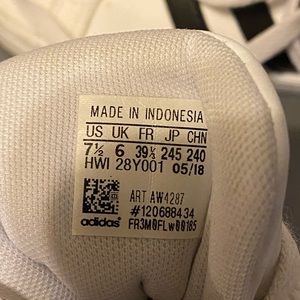 MADE IN INDONESIA
US UK FR JP CHN
7½ 6 39⅓ 245 240
HWI 28Y001 05/18
ART AW4287
#120688434
adidas FR3M0FLW00185